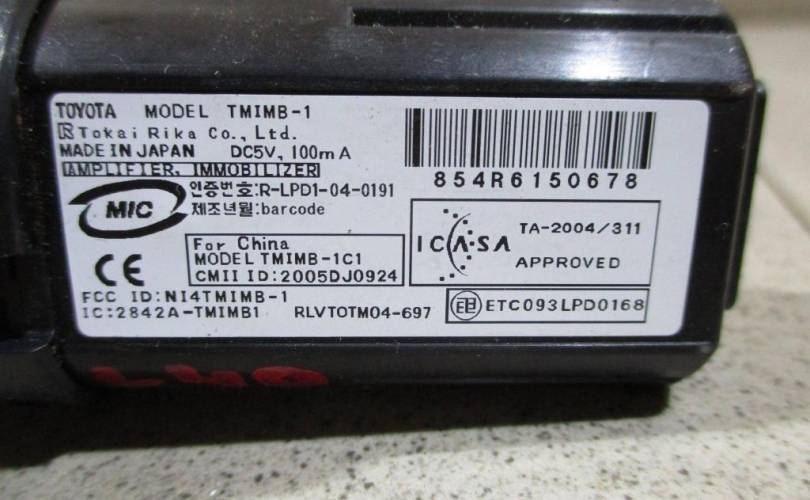 TOYOTA MODEL TMIMB-1
Tokai Rika Co., Ltd.
MADE IN JAPAN DC5V, 100mA
AMPLIFIER, IMMOBILIZER
인증번호:R-LPD1-04-0191
제조년월:barcode
MIC
854R6150678
For China
MODEL TMIMB-1C1
CMII ID:2005DJ0924
ICASA
TA-2004/311
APPROVED
CE
FCC ID:NI4TMIMB-1
IC:2842A-TMIMB1
RLVTOTM04-697
ETC093LPD0168